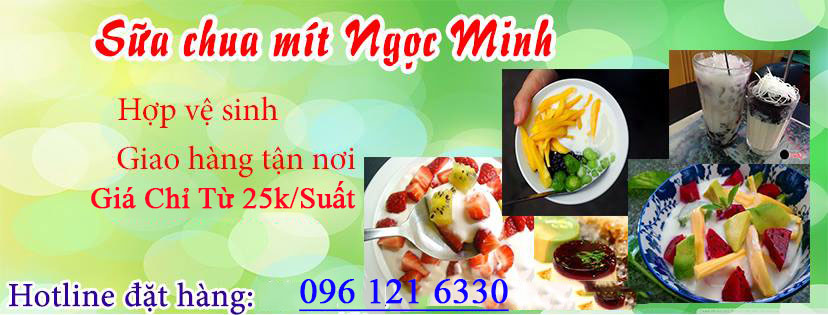 Sữa chua mít Ngọc Minh
Hợp vệ sinh
Giao hàng tận nơi
Giá Chỉ Từ 25k/Suất
Hotline đặt hàng: 096 121 6330